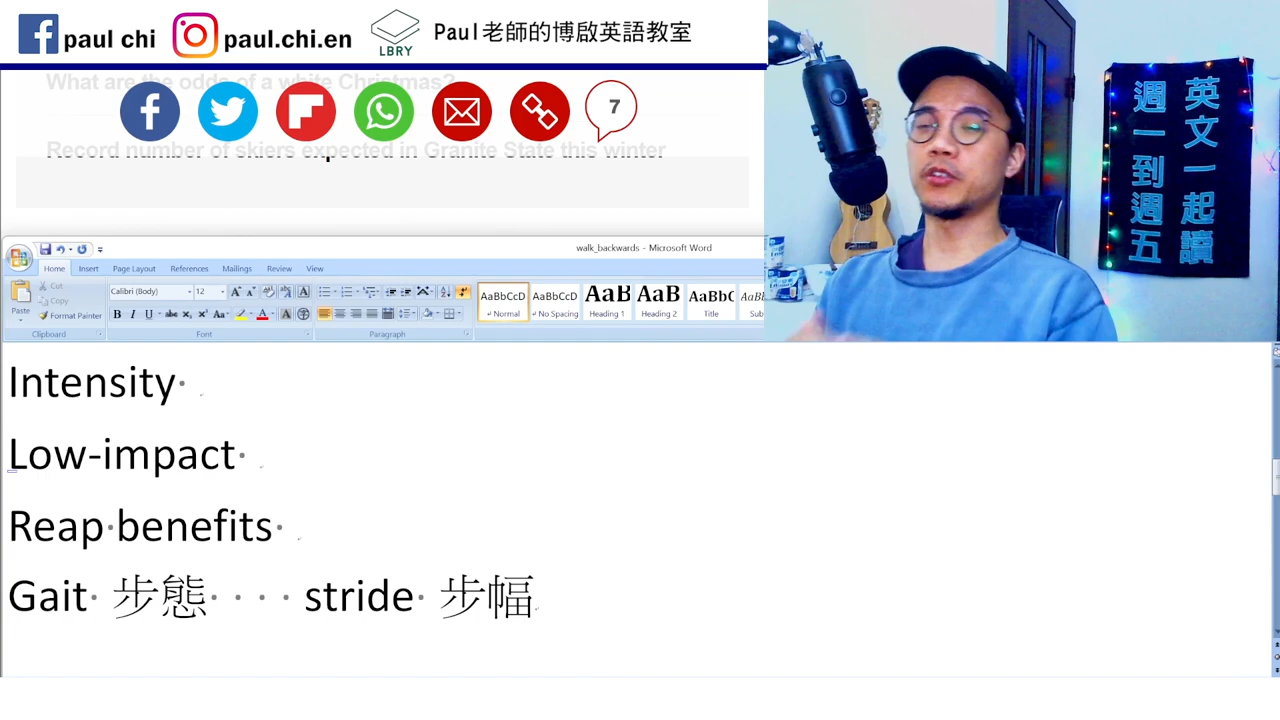 paul chi
paul.chi.en
LBRY
Paul老師的博啟英語教室
What are the odds of a white Christmas?
7
Record number of skiers expected in Granite State this winter
walk_backwards - Microsoft Word
Home Insert Page Layout References Mailings Review View
Cut
Copy
Format Painter
Paste
Calibri (Body) 12
AaBbCcD AaBbCcD AaBbC AaBb AaBbC
Normal No Spacing Heading 1 Heading 2 Title Sub
Clipboard Font Paragraph
英文一起讀
週一到週五
Intensity
Low-impact
Reap benefits
Gait 步態 stride 步幅